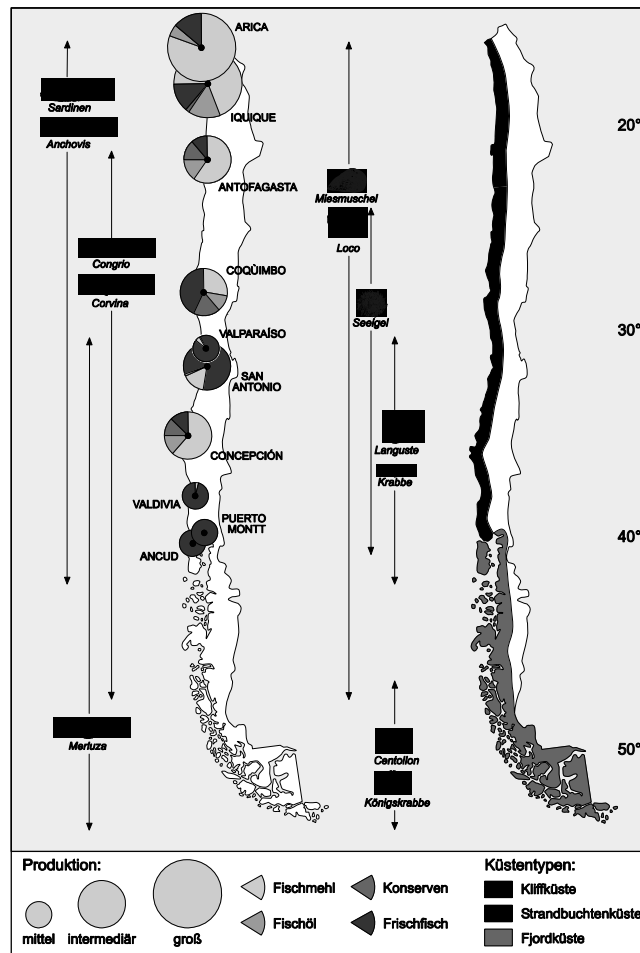 ARICA
Sardinen
Anchovis
IQUIQUE
20°
ANTOFAGASTA
Miesmuschel
Loco
Congrio
Corvina
COQÙIMBO
Seeigel
VALPARAÍSO
30°
SAN
ANTONIO
Languste
Krabbe
CONCEPCIÓN
VALDIVIA
PUERTO
MONTT
ANCUD
40°
Merluza
50°
Centollon
Königskrabbe
Produktion:
mittel
intermediär
groß
Fischmehl
Fischöl
Konserven
Frischfisch
Küstentypen:
Kliffküste
Strandbuchtenküste
Fjordküste